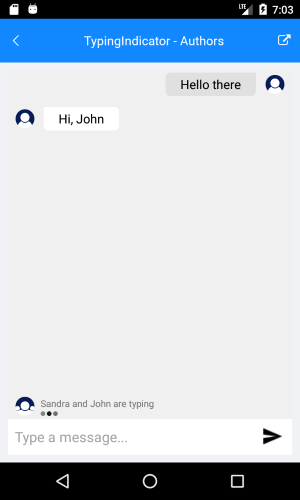 LTE 7:03
TypingIndicator - Authors
Hello there
Hi, John
Sandra and John are typing
Type a message...